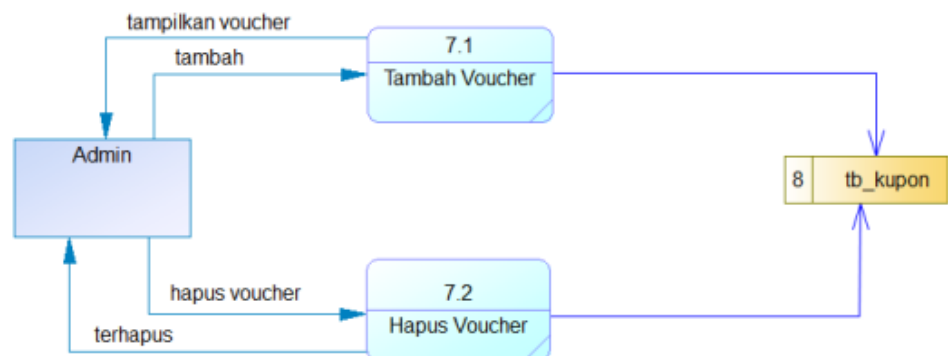 tampilkan voucher
tambah
7.1
Tambah Voucher
Admin
8 tb_kupon
hapus voucher
terhapus
7.2
Hapus Voucher